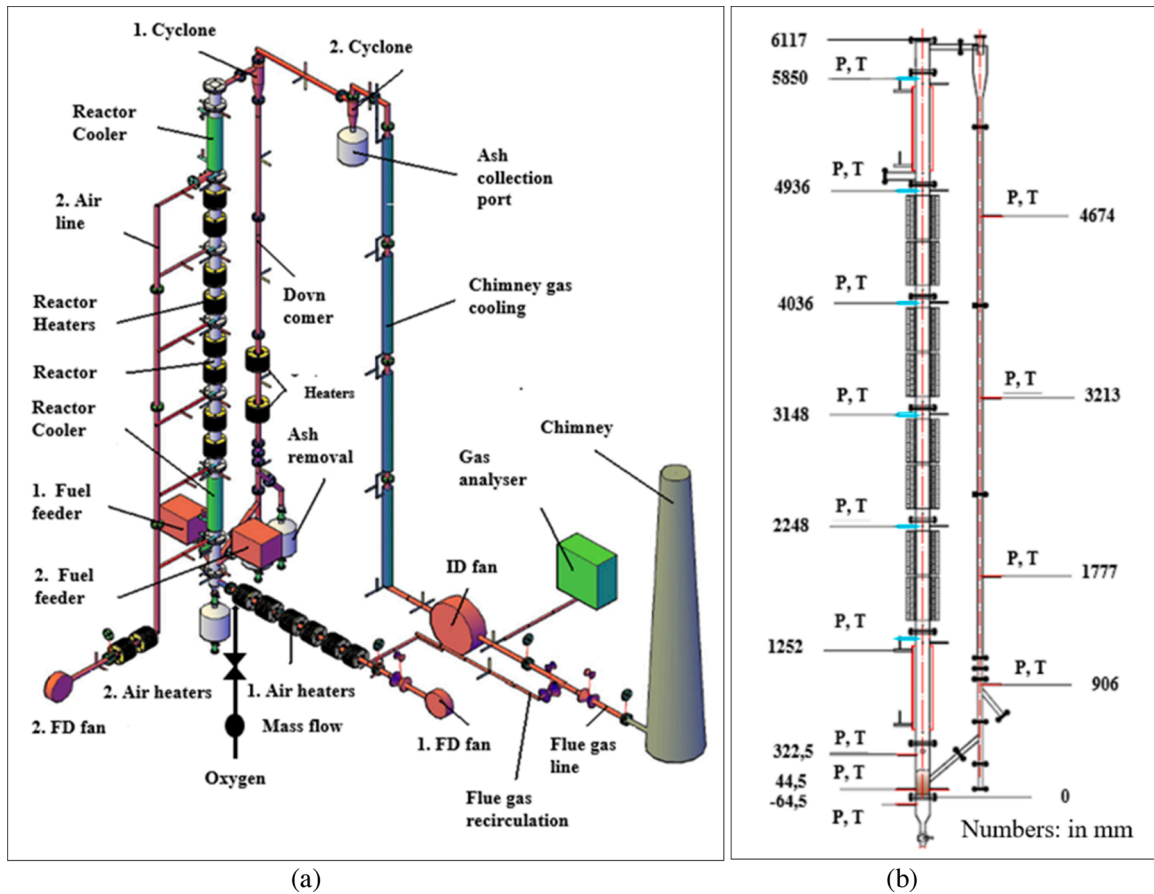 1. Cyclone
2. Cyclone
Reactor
Cooler
Ash
collection
port
2. Air
line
Reactor
Heaters
Dovn
comer
Chimney gas
cooling
Reactor
Heaters
Reactor
Cooler
Ash
removal
Chimney
Gas
analyser
1. Fuel
feeder
2. Fuel
feeder
ID fan
2. Air heaters
1. Air heaters
2. FD fan
Mass flow
1. FD fan
Flue gas
line
Oxygen
Flue gas
recirculation
(a)
6117
P, T
5850
P, T
4936
P, T
4674
P, T
4036
P, T
3148
P, T
3213
P, T
2248
P, T
1777
P, T
1252
P, T
906
P, T
322,5
44,5
P, T
-64,5
0
P, T
Numbers: in mm
(b)